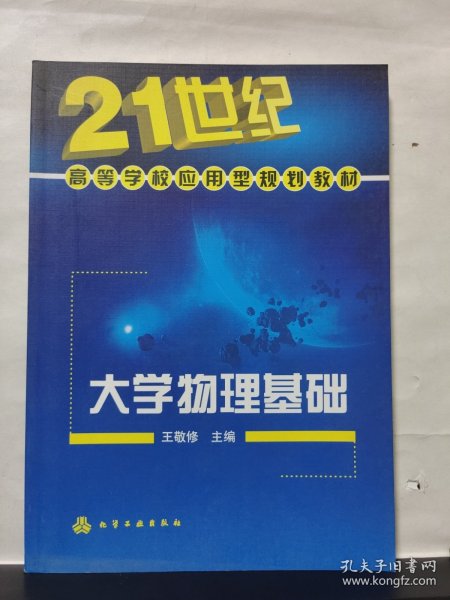 21世纪
高等学校应用型规划教材
大学物理基础
王敬修 主编
化学工业出版社
孔夫子旧书网
www.kongfz.com